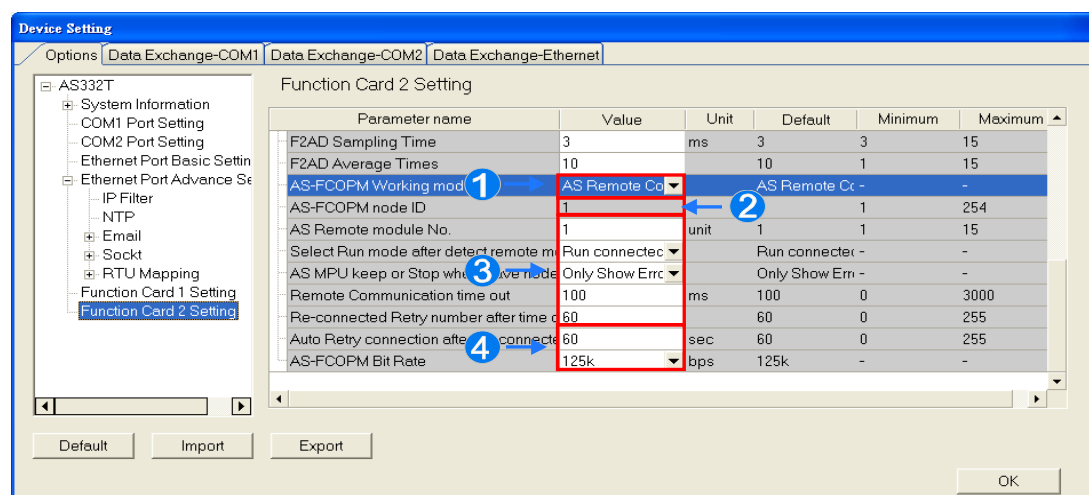 Device Setting
Options Data Exchange-COM1 Data Exchange-COM2 Data Exchange-Ethernet
AS332T
System Information
COM1 Port Setting
COM2 Port Setting
Ethernet Port Basic Settin
Ethernet Port Advance Se
IP Filter
NTP
Email
Sockt
RTU Mapping
Function Card 1 Setting
Function Card 2 Setting
Function Card 2 Setting
Parameter name Value Unit Default Minimum Maximum
F2AD Sampling Time 3 ms 3 3 15
F2AD Average Times 10 10 1 15
AS-FCOPM Working mod 1 AS Remote Co AS Remote Cc - -
AS-FCOPM node ID 1 2 1 254
AS Remote module No. 1 unit 1 1 15
Select Run mode after detect remote m Run connectec Run connectec - -
AS MPU keep or Stop whe 3 ave node Only Show Errc Only Show Erri - -
Remote Communication time out 100 ms 100 0 3000
Re-connected Retry number after time o 60 60 0 255
Auto Retry connection afte 4 connecte 60 sec 60 0 255
AS-FCOPM Bit Rate 125k bps 125k - -
Default Import Export
OK